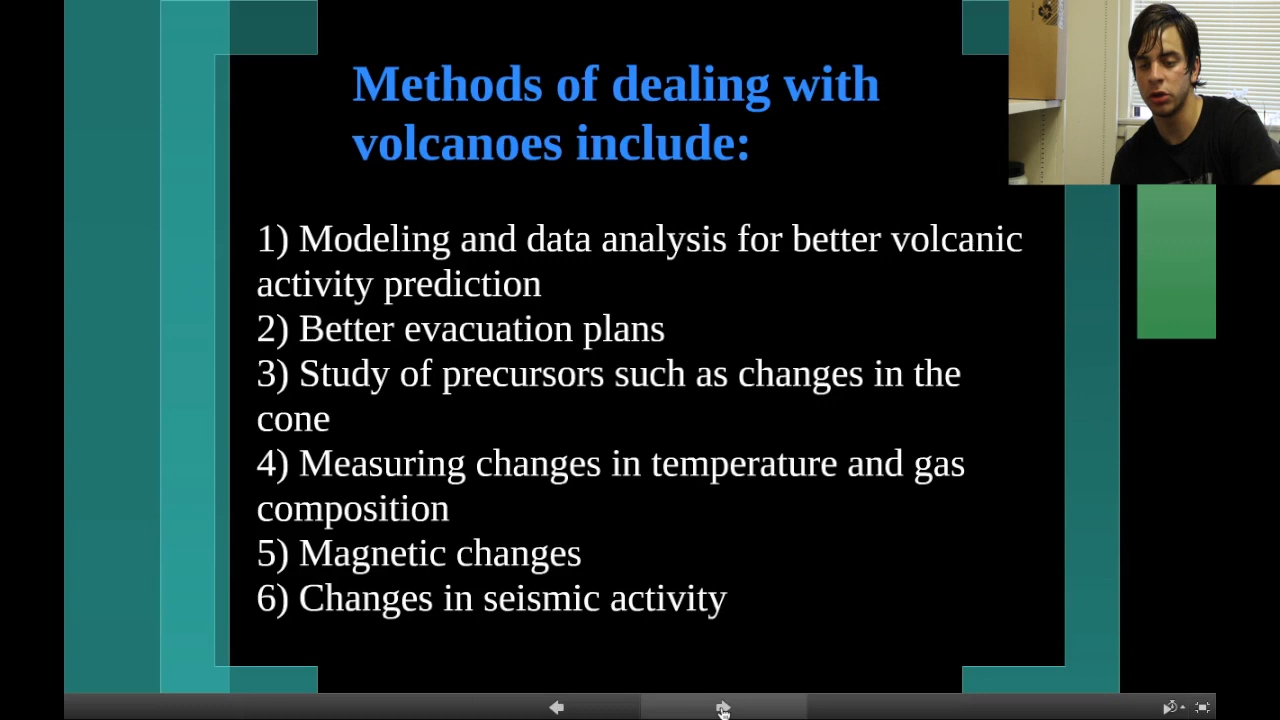 Methods of dealing with
volcanoes include:
1) Modeling and data analysis for better volcanic
activity prediction
2) Better evacuation plans
3) Study of precursors such as changes in the
cone
4) Measuring changes in temperature and gas
composition
5) Magnetic changes
6) Changes in seismic activity